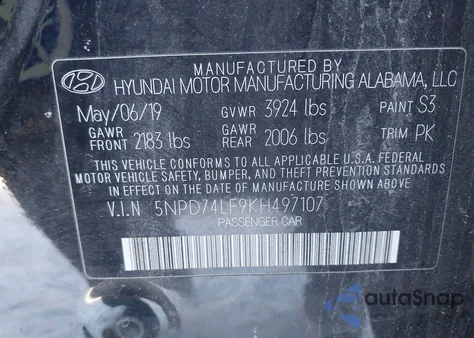 MANUFACTURED BY
HYUNDAI MOTOR MANUFACTURING ALABAMA, LLC
May/06/19 GVWR 3924 lbs PAINT S3
GAWR FRONT 2183 lbs GAWR REAR 2006 lbs TRIM PK
THIS VEHICLE CONFORMS TO ALL APPLICABLE U.S.A. FEDERAL
MOTOR VEHICLE SAFETY, BUMPER, AND THEFT PREVENTION STANDARDS
IN EFFECT ON THE DATE OF MANUFACTURE SHOWN ABOVE.
V.I.N 5NPD74LF9KH497107
PASSENGER CAR
autoSnap